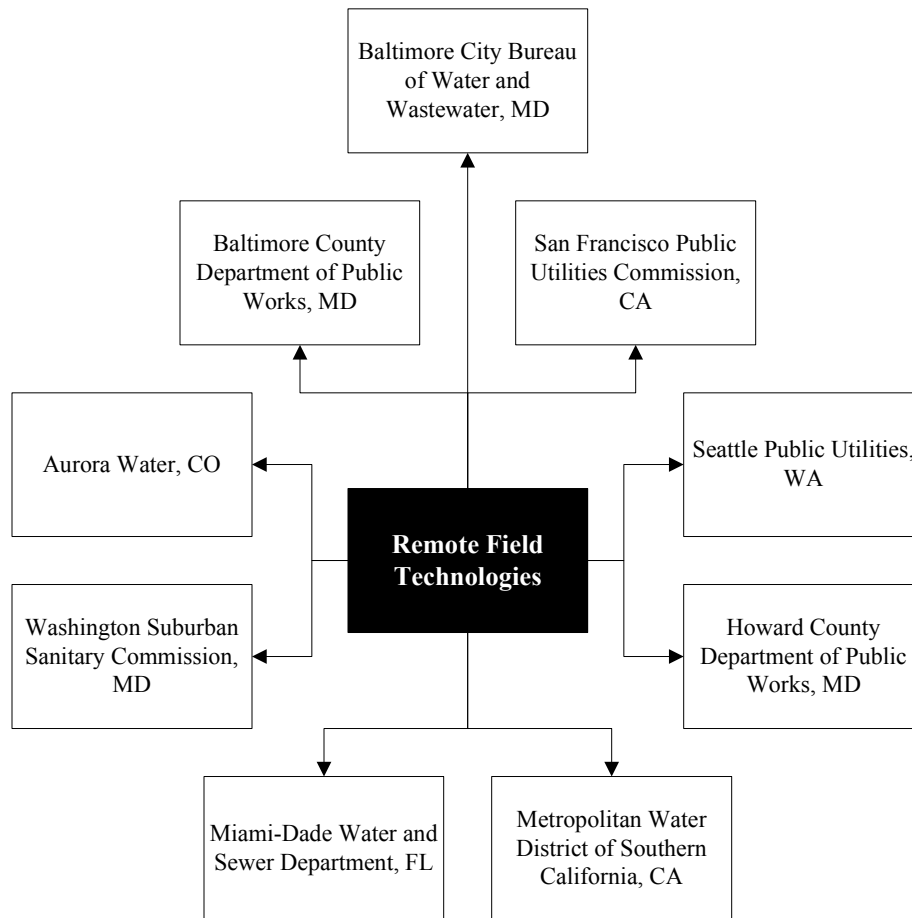 Baltimore City Bureau
of Water and
Wastewater, MD
Baltimore County
Department of Public
Works, MD
San Francisco Public
Utilities Commission,
CA
Aurora Water, CO
Seattle Public Utilities,
WA
Remote Field
Technologies
Washington Suburban
Sanitary Commission,
MD
Howard County
Department of Public
Works, MD
Miami-Dade Water and
Sewer Department, FL
Metropolitan Water
District of Southern
California, CA